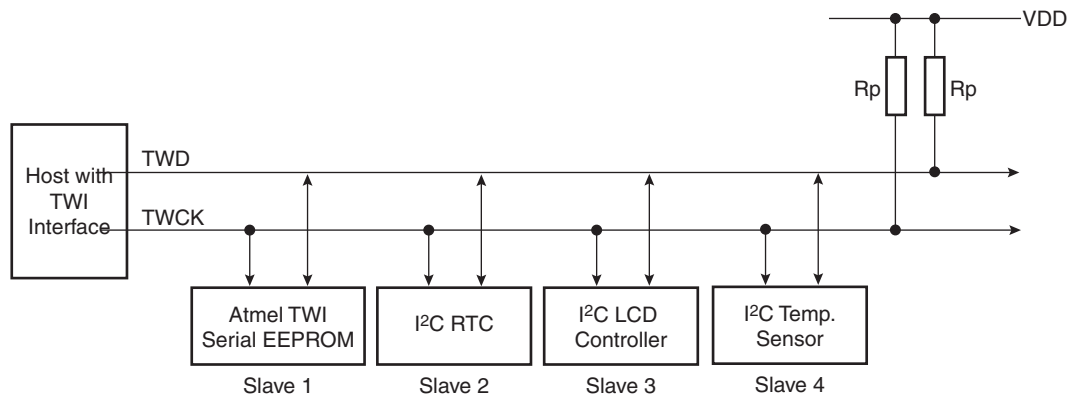 VDD
Rp
Rp
Host with
TWI
Interface
TWD
TWCK
Atmel TWI
Serial EEPROM
I²C RTC
I²C LCD
Controller
I²C Temp.
Sensor
Slave 1
Slave 2
Slave 3
Slave 4